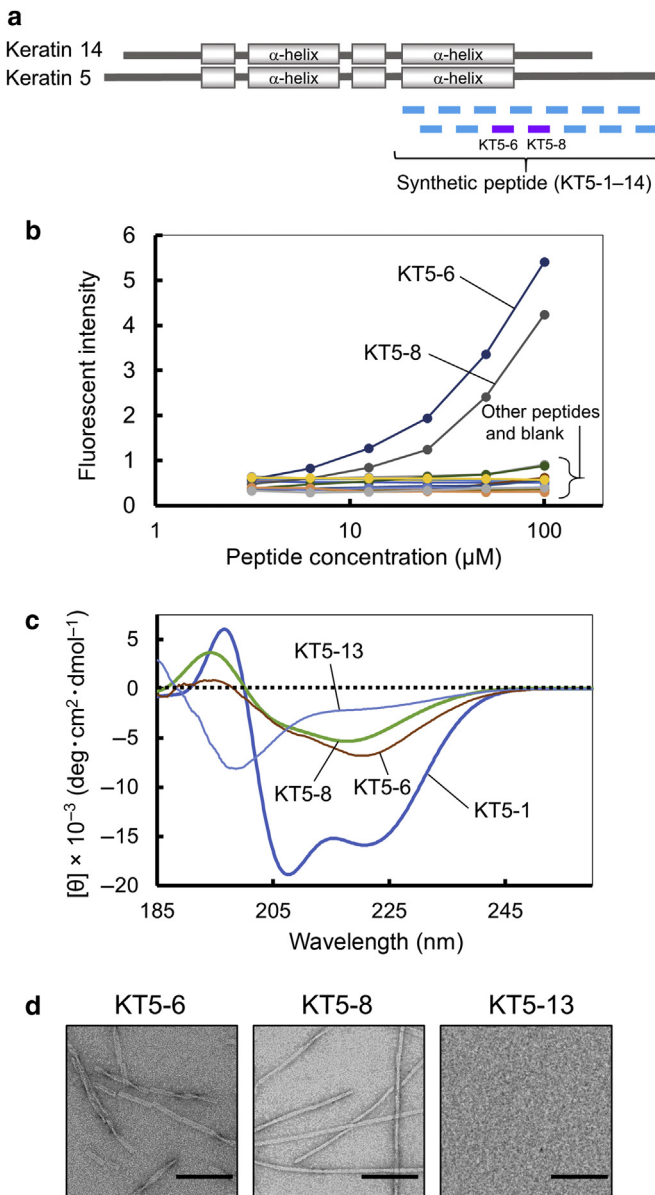 a
Keratin 14
α-helix α-helix
Keratin 5
α-helix α-helix
KT5-6 KT5-8
Synthetic peptide (KT5-1–14)
b
6
5
4
3
2
1
0
Fluorescent intensity
KT5-6
KT5-8
Other peptides
and blank
1 10 100
Peptide concentration (µM)
c
5
0
−5
−10
−15
−20
[θ] × 10⁻³ (deg·cm²·dmol⁻¹)
KT5-13
KT5-8
KT5-6
KT5-1
185 205 225 245
Wavelength (nm)
d
KT5-6 KT5-8 KT5-13